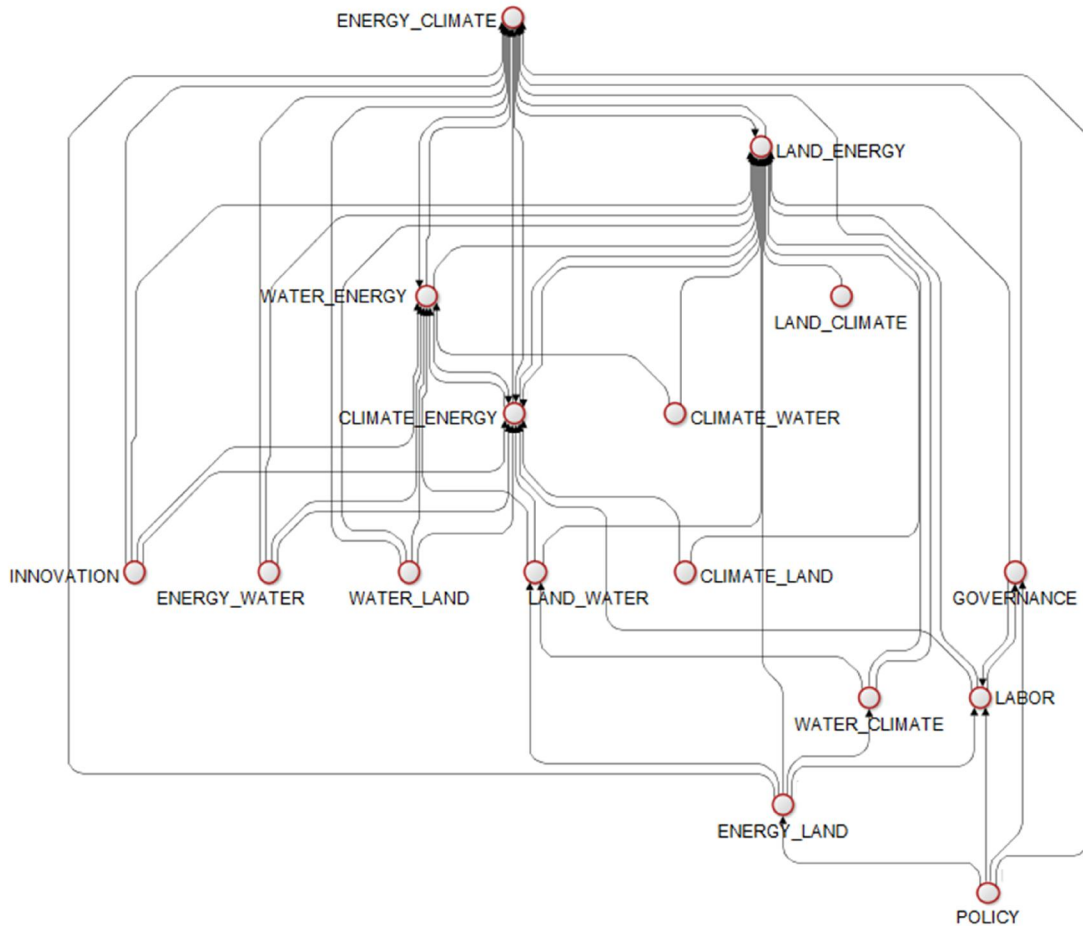 ENERGY_CLIMATE
LAND_ENERGY
WATER_ENERGY
LAND_CLIMATE
CLIMATE_ENERGY
CLIMATE_WATER
INNOVATION
ENERGY_WATER
WATER_LAND
LAND_WATER
CLIMATE_LAND
GOVERNANCE
LABOR
WATER_CLIMATE
ENERGY_LAND
POLICY